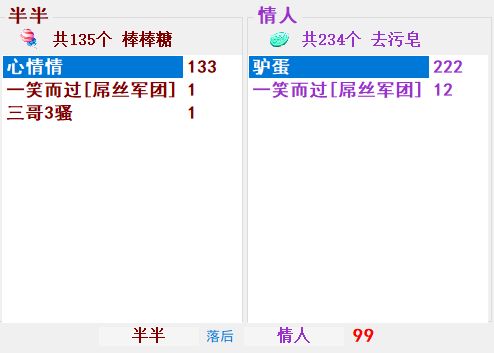 半半
共135个 棒棒糖
心情情 133
一笑而过[屌丝军团] 1
三哥3骚 1
情人
共234个 去污皂
驴蛋 222
一笑而过[屌丝军团] 12
半半 落后 情人 99